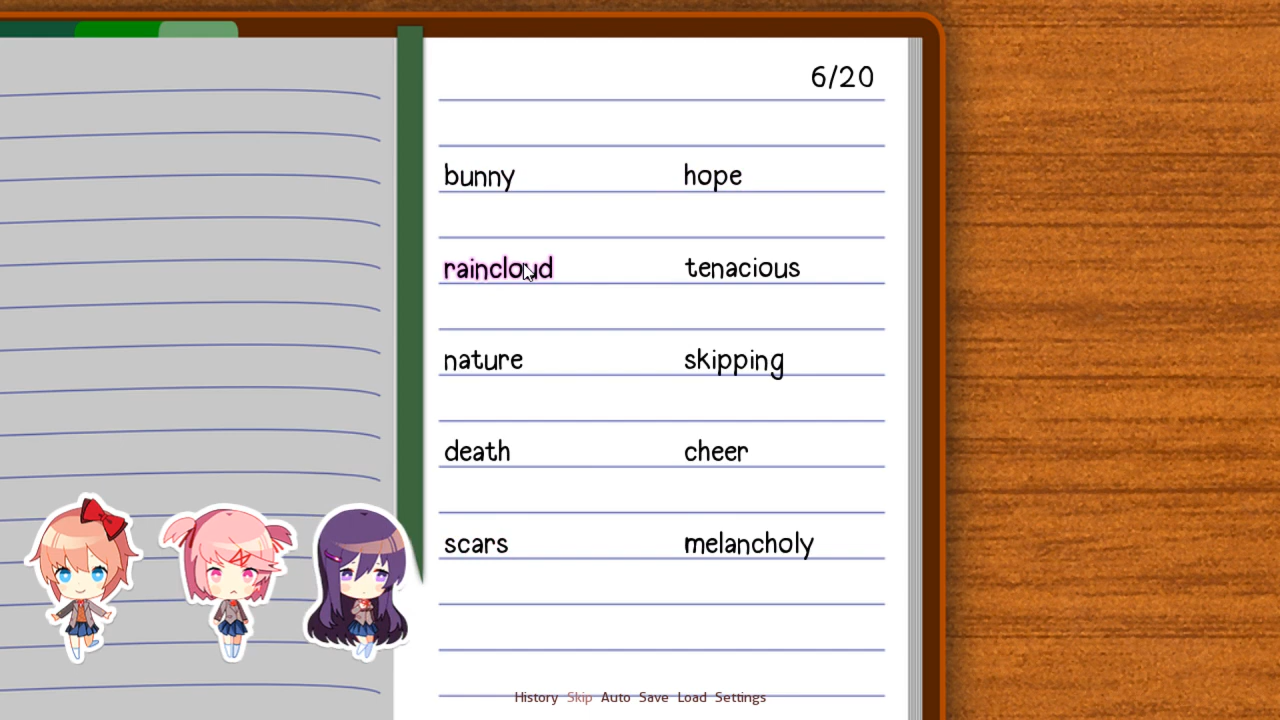 6/20
bunny hope
raincloud tenacious
nature skipping
death cheer
scars melancholy
History Skip Auto Save Load Settings